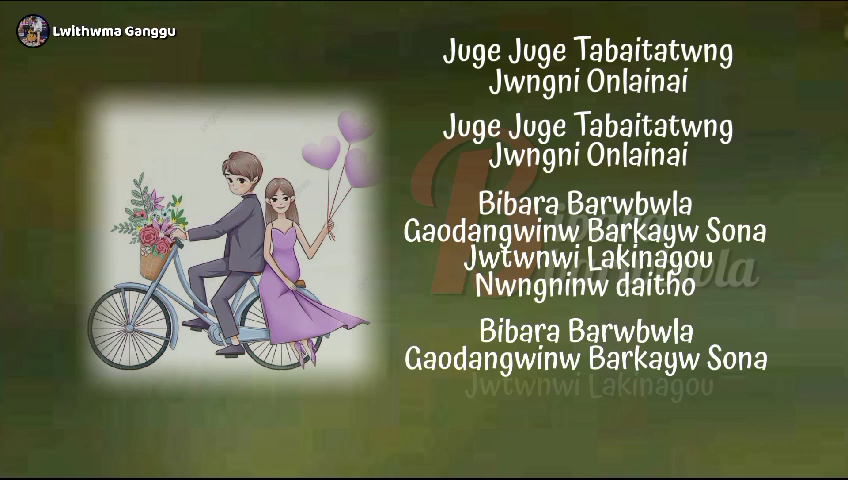 Lwithwma Ganggu
Juge Juge Tabaitatwng
Jwngni Onlainai
Juge Juge Tabaitatwng
Jwngni Onlainai
Bibara Barwbwla
Gaodangwinw Barkayw Sona
Jwtwnwi Lakinagou
Nwngninw daitho
Bibara Barwbwla
Gaodangwinw Barkayw Sona
Jwtwnwi Lakinagou